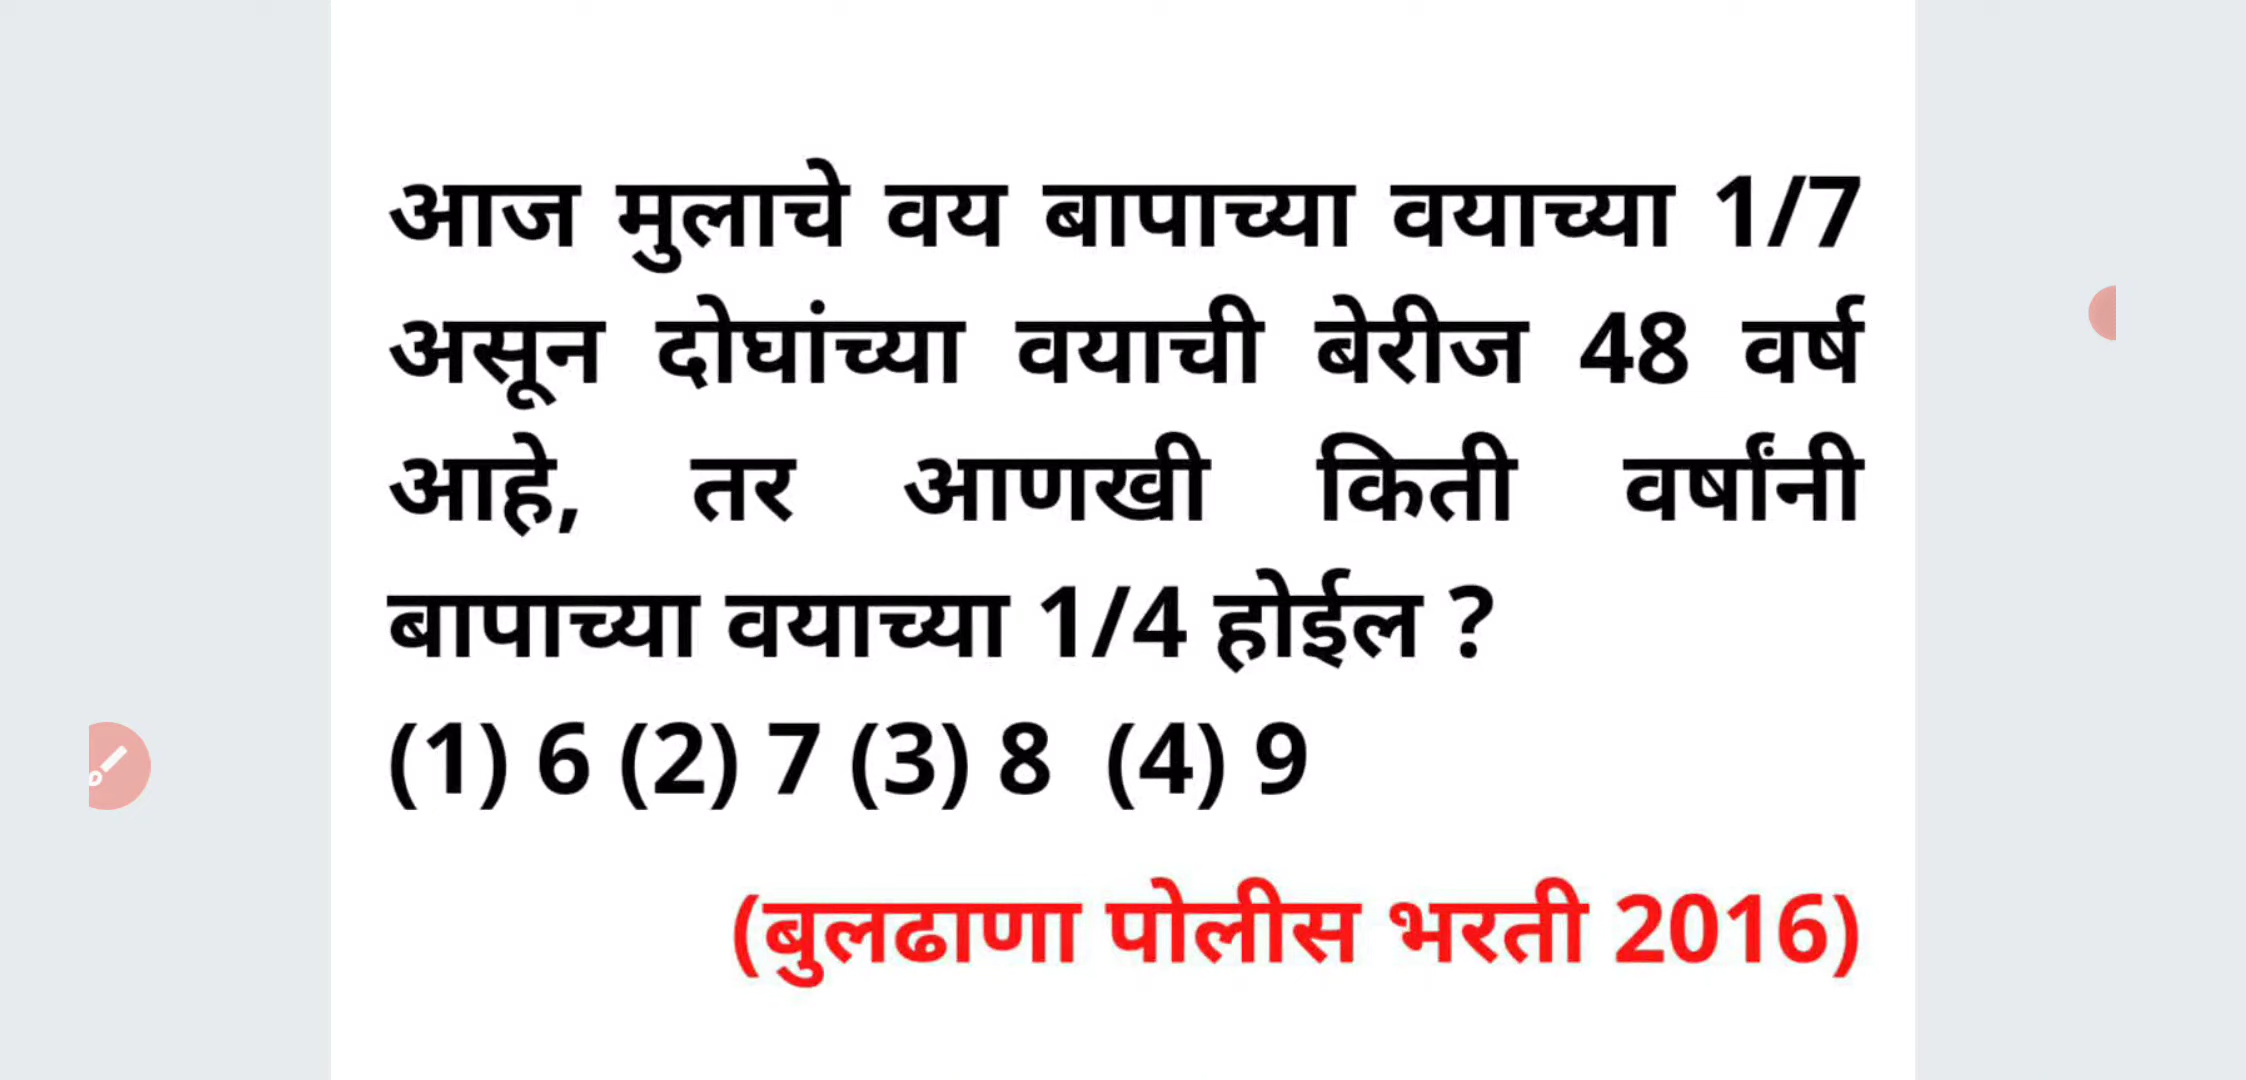 आज मुलाचे वय बापाच्या वयाच्या 1/7
असून दोघांच्या वयाची बेरीज 48 वर्ष
आहे, तर आणखी किती वर्षांनी
बापाच्या वयाच्या 1/4 होईल ?
(1) 6 (2) 7 (3) 8 (4) 9
(बुलढाणा पोलीस भरती 2016)